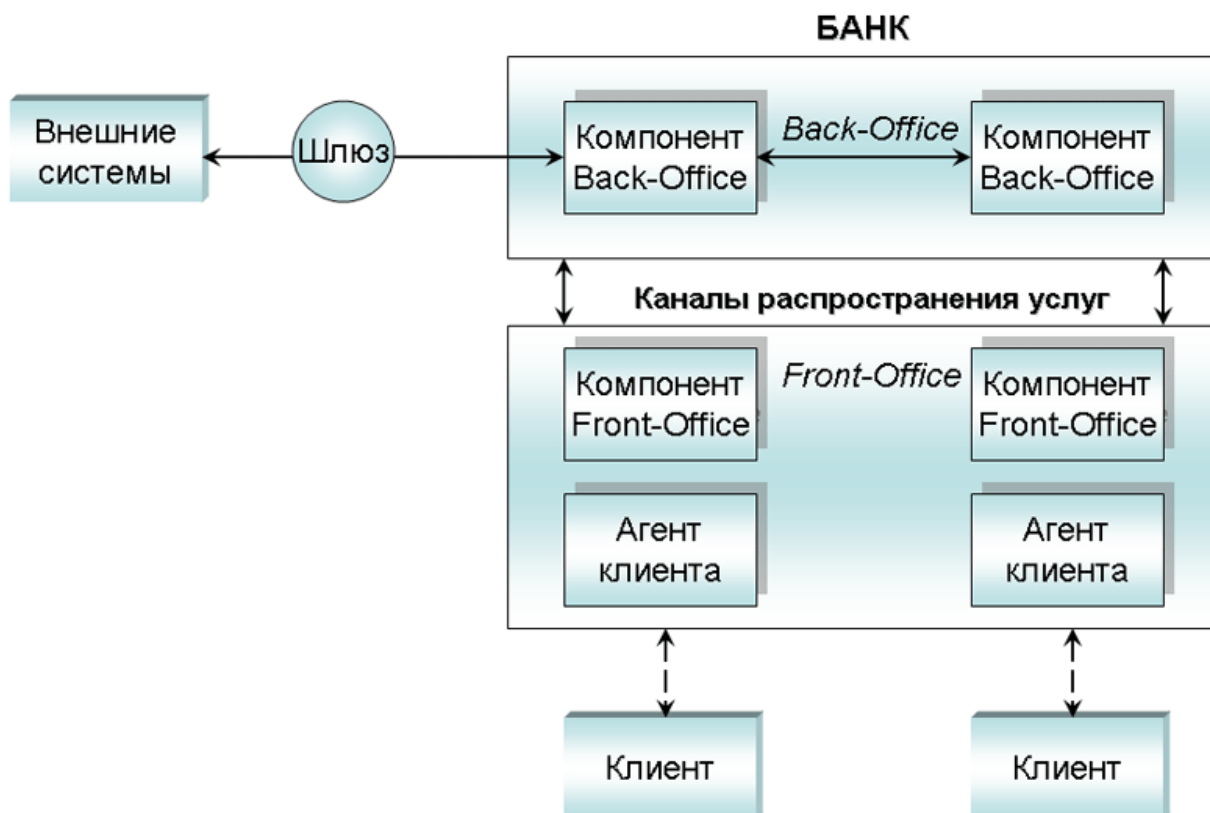 БАНК
Внешние
системы
Шлюз
Компонент
Back-Office
Back-Office
Компонент
Back-Office
Каналы распространения услуг
Компонент
Front-Office
Front-Office
Компонент
Front-Office
Агент
клиента
Агент
клиента
Клиент
Клиент